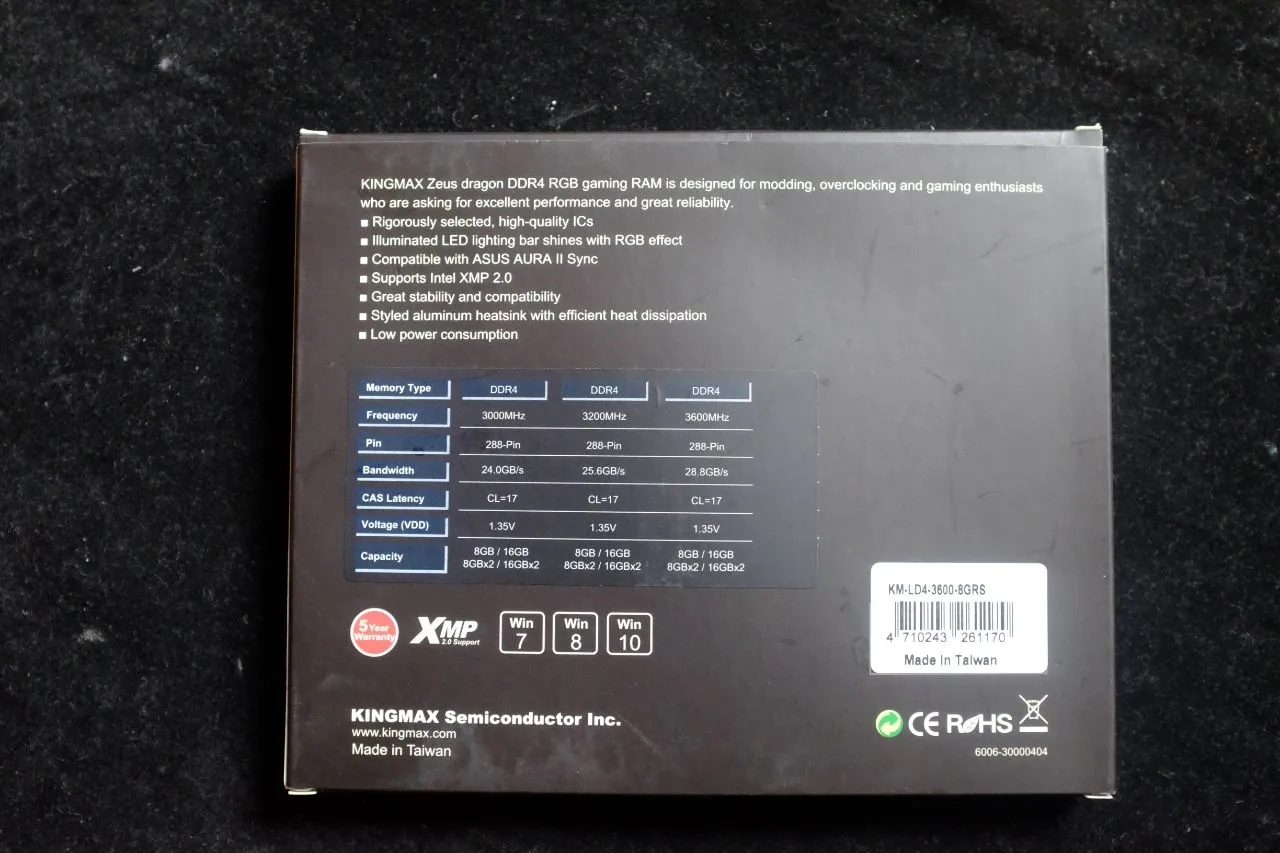 KINGMAX Zeus dragon DDR4 RGB gaming RAM is designed for modding, overclocking and gaming enthusiasts
who are asking for excellent performance and great reliability.
■ Rigorously selected, high-quality ICs
■ Illuminated LED lighting bar shines with RGB effect
■ Compatible with ASUS AURA II Sync
■ Supports Intel XMP 2.0
■ Great stability and compatibility
■ Styled aluminum heatsink with efficient heat dissipation
■ Low power consumption
Memory Type DDR4 DDR4 DDR4
Frequency 3000MHz 3200MHz 3600MHz
Pin 288-Pin 288-Pin 288-Pin
Bandwidth 24.0GB/s 25.6GB/s 28.8GB/s
CAS Latency CL=17 CL=17 CL=17
Voltage (VDD) 1.35V 1.35V 1.35V
Capacity 8GB / 16GB 8GB / 16GB 8GB / 16GB
8GBx2 / 16GBx2 8GBx2 / 16GBx2 8GBx2 / 16GBx2
5 Year
Warranty
XMP
2.0 Support
Win
7
Win
8
Win
10
KM-LD4-3600-8GRS
4 710243 261170
Made In Taiwan
KINGMAX Semiconductor Inc.
www.kingmax.com
Made in Taiwan
CE RoHS
6006-30000404